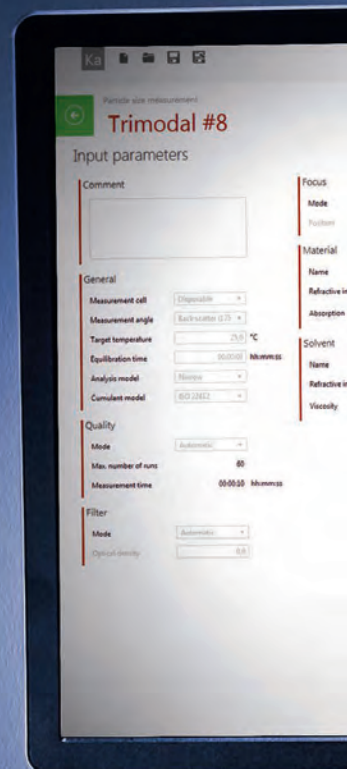 Ka
Particle size measurement
Trimodal #8
Input parameters
Comment
General
Measurement cell Disposable
Measurement angle Backscatter (175
Target temperature 25,0 °C
Equilibration time 00:00:00 hh:mm:ss
Analysis model Narrow
Cumulant model ISO 22412
Quality
Mode Automatic
Max. number of runs 60
Measurement time 00:00:10 hh:mm:ss
Filter
Mode Automatic
Optical density 0,0
Focus
Mode
Position
Material
Name
Refractive in
Absorption
Solvent
Name
Refractive in
Viscosity